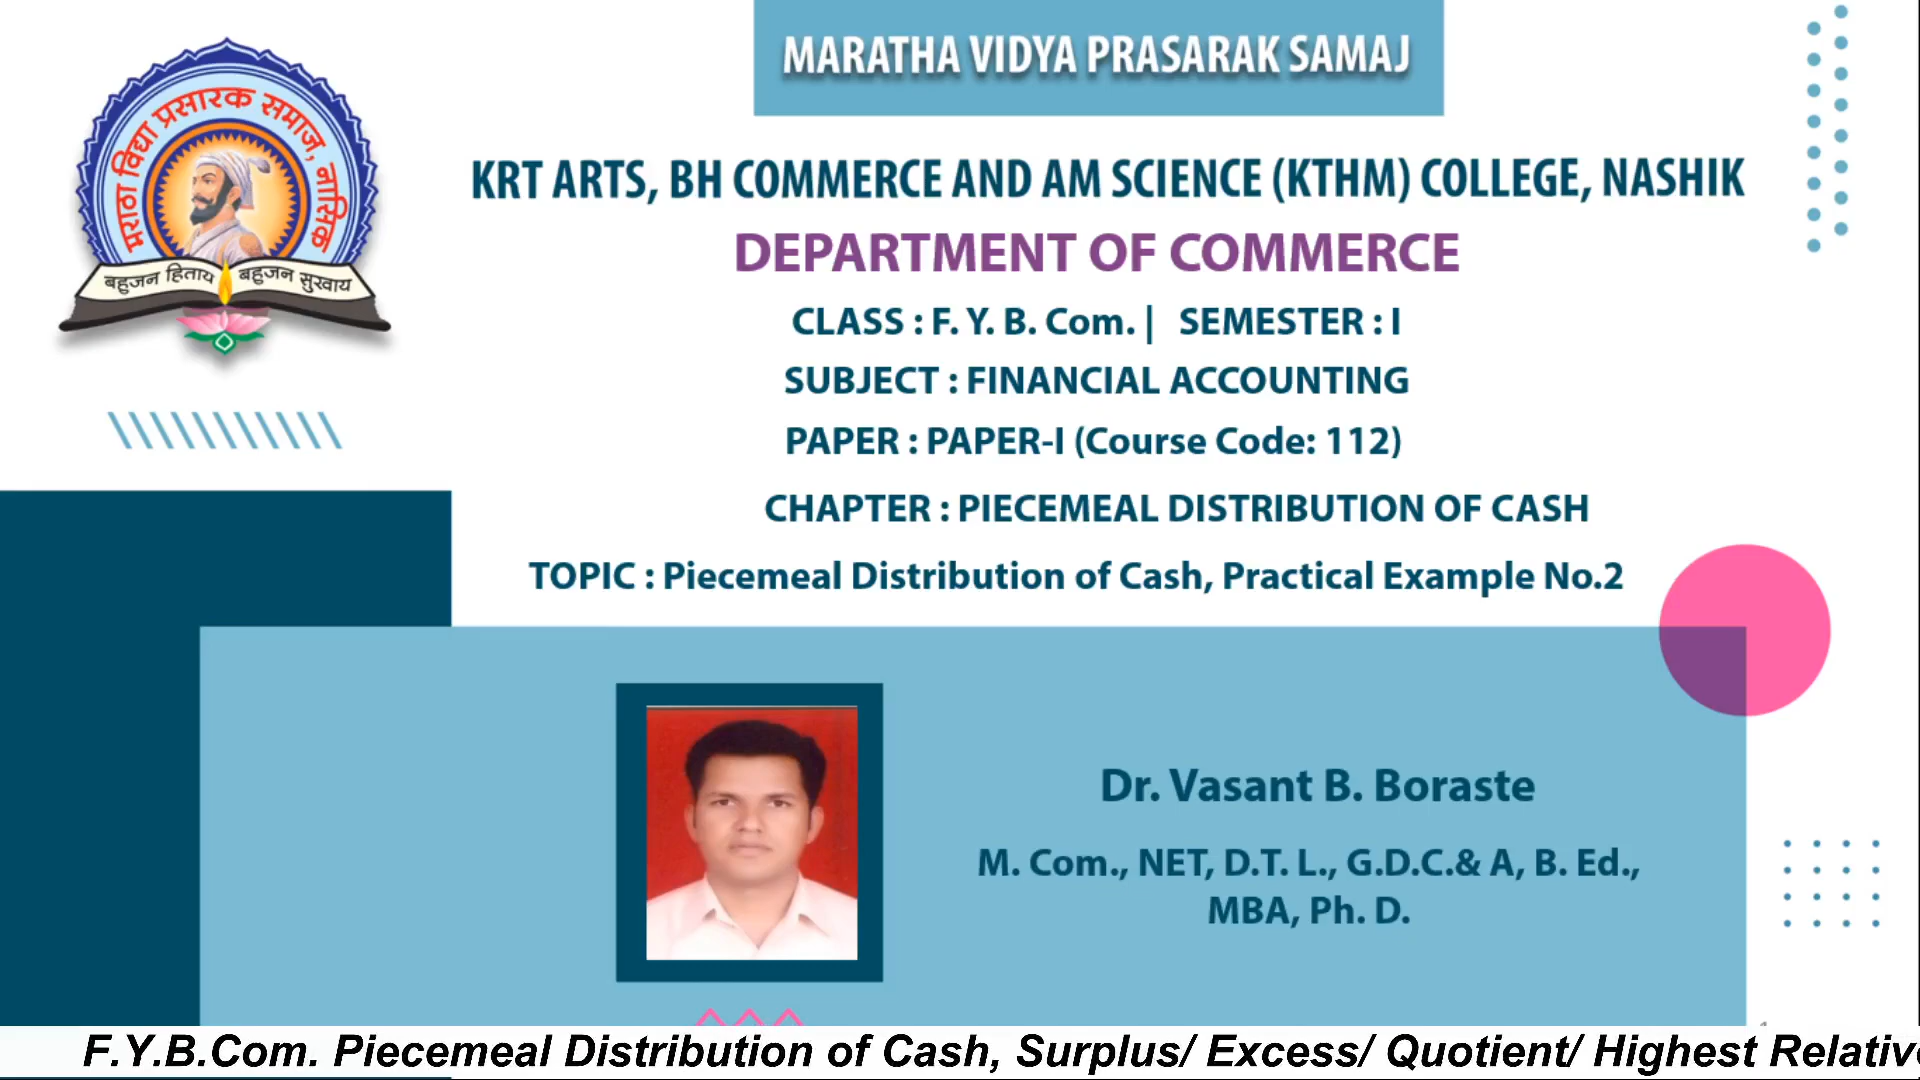 मराठा विद्या प्रसारक समाज, नासिक
बहुजन हिताय बहुजन सुखाय
MARATHA VIDYA PRASARAK SAMAJ
KRT ARTS, BH COMMERCE AND AM SCIENCE (KTHM) COLLEGE, NASHIK
DEPARTMENT OF COMMERCE
CLASS : F. Y. B. Com. | SEMESTER : I
SUBJECT : FINANCIAL ACCOUNTING
PAPER : PAPER-I (Course Code: 112)
CHAPTER : PIECEMEAL DISTRIBUTION OF CASH
TOPIC : Piecemeal Distribution of Cash, Practical Example No.2
Dr. Vasant B. Boraste
M. Com., NET, D.T. L., G.D.C.& A, B. Ed.,
MBA, Ph. D.
F.Y.B.Com. Piecemeal Distribution of Cash, Surplus/ Excess/ Quotient/ Highest Relativ